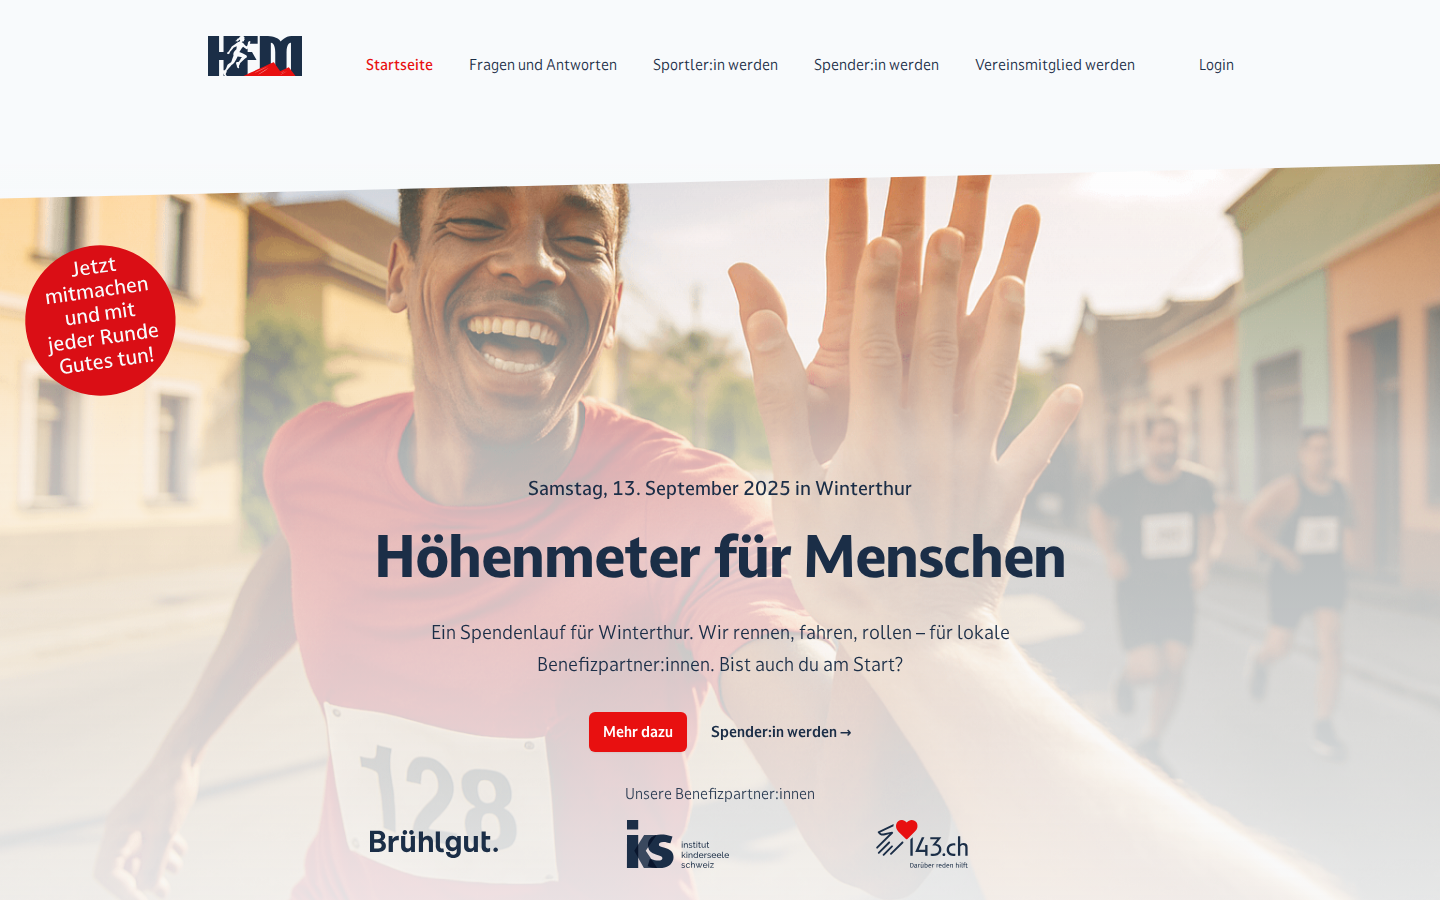 HFM
Startseite
Fragen und Antworten
Sportler:in werden
Spender:in werden
Vereinsmitglied werden
Login
Jetzt
mitmachen
und mit
jeder Runde
Gutes tun!
Samstag, 13. September 2025 in Winterthur
Höhenmeter für Menschen
Ein Spendenlauf für Winterthur. Wir rennen, fahren, rollen – für lokale
Benefizpartner:innen. Bist auch du am Start?
Mehr dazu
Spender:in werden →
128
Unsere Benefizpartner:innen
Brühlgut.
iks
institut
kinderseele
schweiz
143.ch
Darüber reden hilft